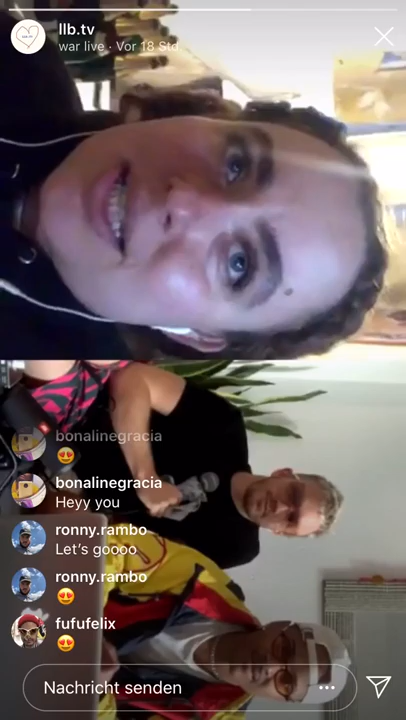 llb.tv
war live · Vor 18 Std
bonalinegracia
😍
bonalinegracia
Heyy you
ronny.rambo
Let's goooo
ronny.rambo
😍
fufufelix
😍
Nachricht senden